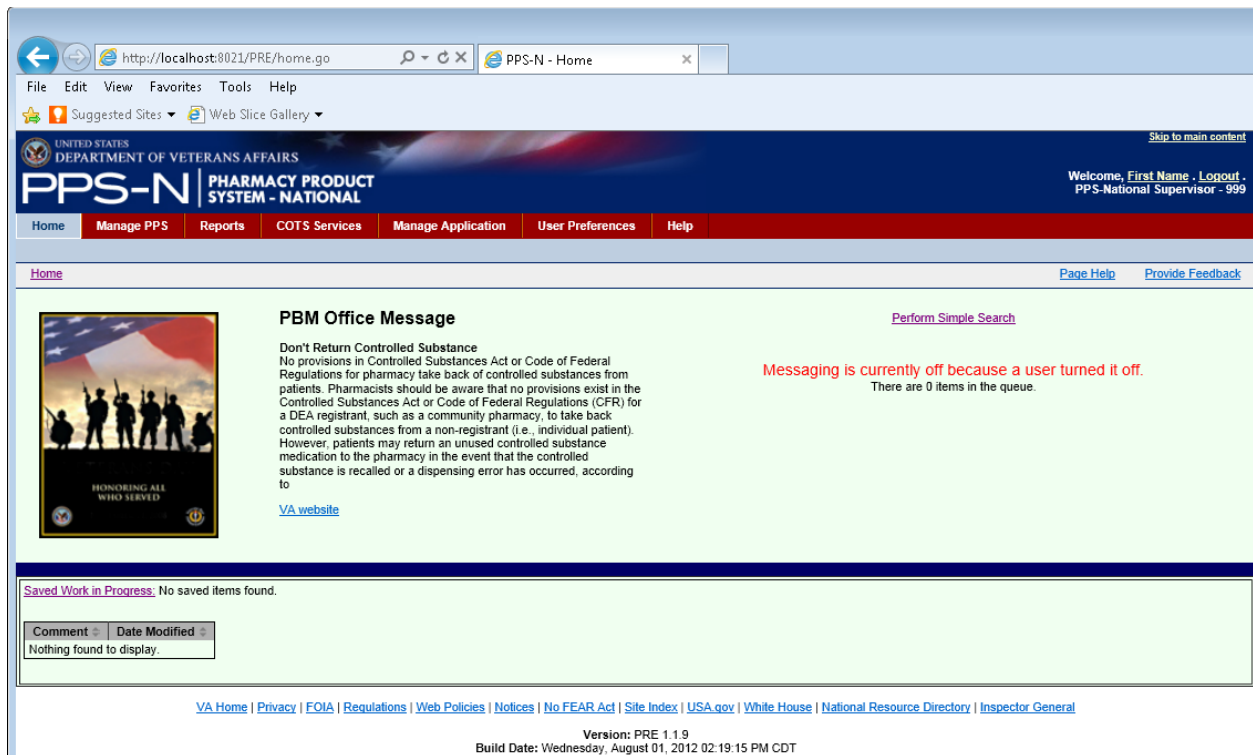 http://localhost:8021/PRE/home.go
PPS-N - Home
File Edit View Favorites Tools Help
Suggested Sites Web Slice Gallery
Skip to main content
UNITED STATES
DEPARTMENT OF VETERANS AFFAIRS
PPS-N PHARMACY PRODUCT
SYSTEM - NATIONAL
Welcome, First Name . Logout .
PPS-National Supervisor - 999
Home Manage PPS Reports COTS Services Manage Application User Preferences Help
Home Page Help Provide Feedback
HONORING ALL
WHO SERVED
PBM Office Message
Don't Return Controlled Substance
No provisions in Controlled Substances Act or Code of Federal
Regulations for pharmacy take back of controlled substances from
patients. Pharmacists should be aware that no provisions exist in the
Controlled Substances Act or Code of Federal Regulations (CFR) for
a DEA registrant, such as a community pharmacy, to take back
controlled substances from a non-registrant (i.e., individual patient).
However, patients may return an unused controlled substance
medication to the pharmacy in the event that the controlled
substance is recalled or a dispensing error has occurred, according
to
VA website
Perform Simple Search
Messaging is currently off because a user turned it off.
There are 0 items in the queue.
Saved Work in Progress: No saved items found.
Comment Date Modified
Nothing found to display.
VA Home | Privacy | FOIA | Regulations | Web Policies | Notices | No FEAR Act | Site Index | USA.gov | White House | National Resource Directory | Inspector General
Version: PRE 1.1.9
Build Date: Wednesday, August 01, 2012 02:19:15 PM CDT